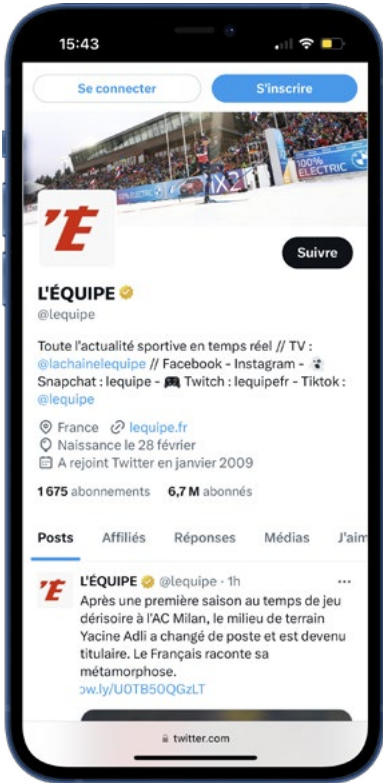 15:43
Se connecter
S'inscrire
100%
ELECTRIC
'É
Suivre
L'ÉQUIPE
@lequipe
Toute l'actualité sportive en temps réel // TV :
@lachainelequipe // Facebook - Instagram -
Snapchat : lequipe - Twitch : lequipefr - Tiktok :
@lequipe
France lequipe.fr
Naissance le 28 février
A rejoint Twitter en janvier 2009
1 675 abonnements 6,7 M abonnés
Posts Affiliés Réponses Médias J'aim
'É
L'ÉQUIPE @lequipe · 1h
Après une première saison au temps de jeu
dérisoire à l'AC Milan, le milieu de terrain
Yacine Adli a changé de poste et est devenu
titulaire. Le Français raconte sa
métamorphose.
ow.ly/U0TB50QGzLT
twitter.com